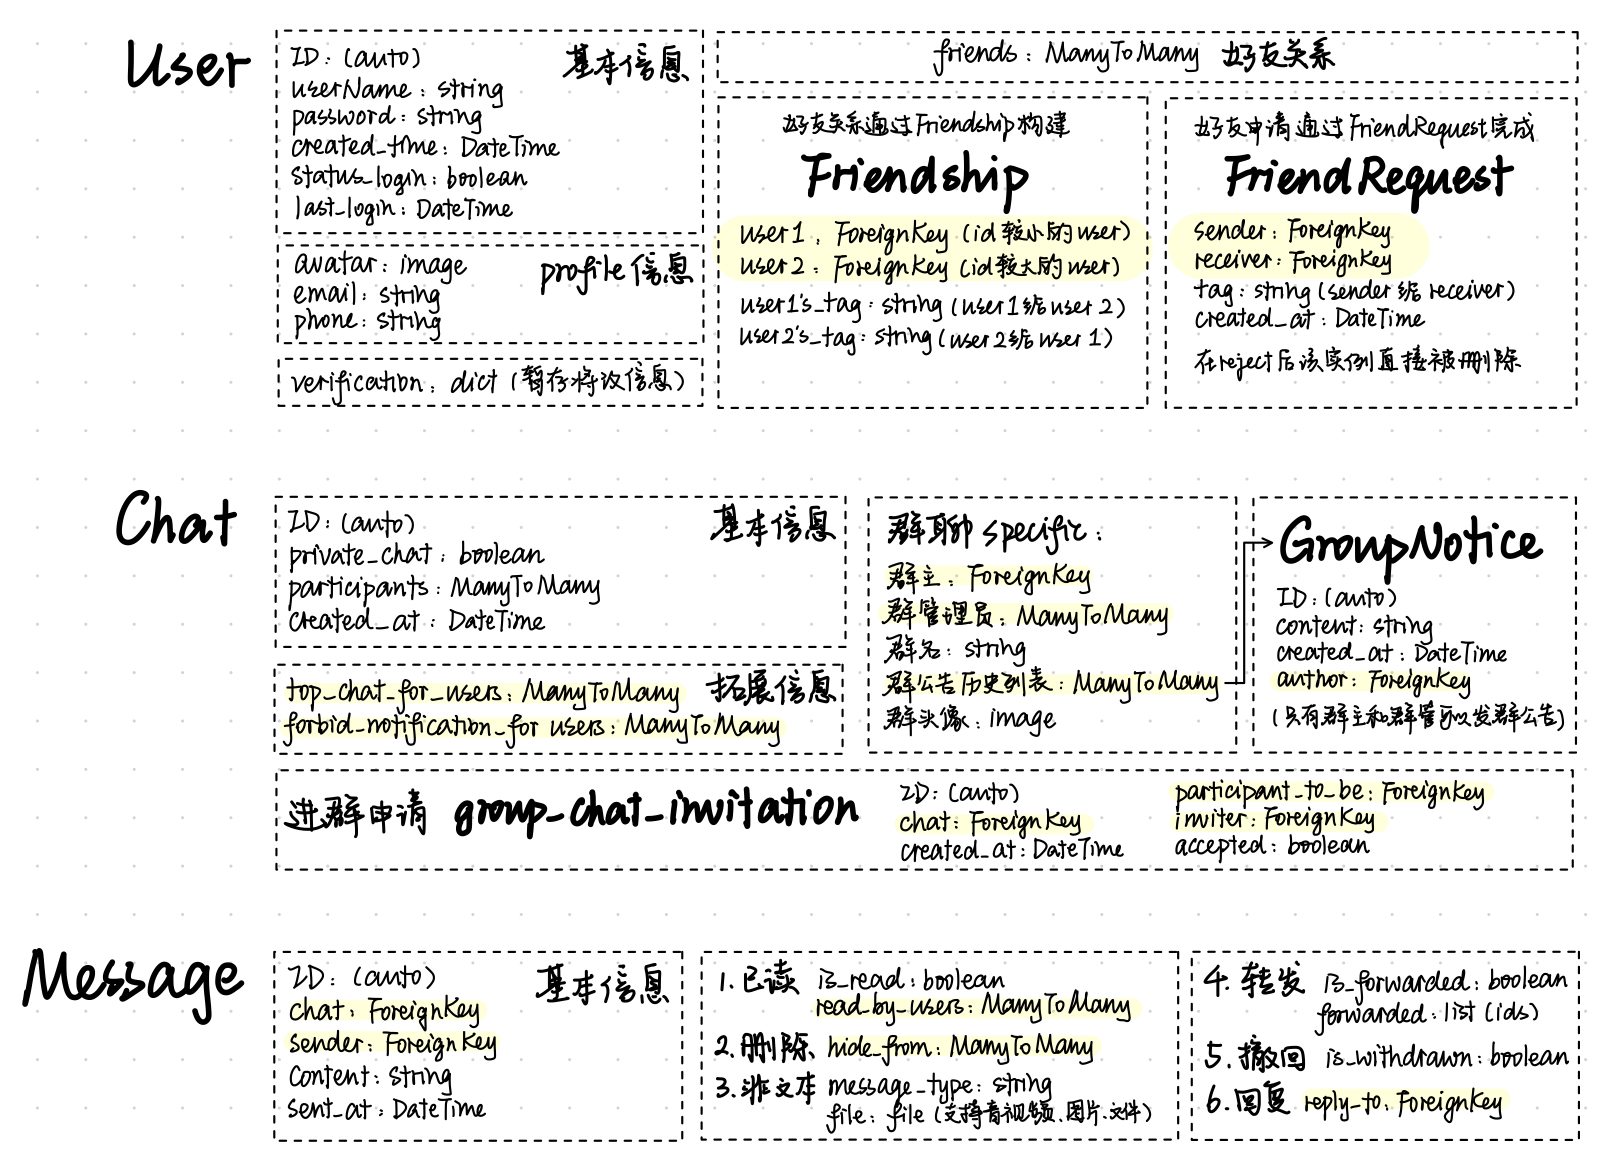 User
ID: (auto)
基本信息
userName: string
password: string
created_time: DateTime
status_login: boolean
last_login: DateTime
avatar: image
profile信息
email: string
phone: string
verification: dict (暂存将改信息)
friends: ManyToMany 好友关系
好友关系通过Friendship构建
Friendship
user1: ForeignKey (id较小的user)
user2: ForeignKey (id较大的user)
user1's_tag: string (user1给user2)
user2's_tag: string (user2给user1)
好友申请通过FriendRequest完成
FriendRequest
sender: ForeignKey
receiver: ForeignKey
tag: string (sender给receiver)
created_at: DateTime
在reject后该实例直接被删除
Chat
ID: (auto)
基本信息
private_chat: boolean
participants: ManyToMany
created_at: DateTime
top_chat_for_users: ManyToMany
拓展信息
forbid_notification_for users: ManyToMany
群聊 specific:
群主: ForeignKey
群管理员: ManyToMany
群名: string
群公告历史列表: ManyToMany
群头像: image
GroupNotice
ID: (auto)
content: string
created_at: DateTime
author: ForeignKey
(只有群主和群管可以发群公告)
进群申请 group_chat_invitation
ID: (auto)
chat: ForeignKey
created_at: DateTime
participant_to_be: ForeignKey
inviter: ForeignKey
accepted: boolean
Message
ID: (auto)
基本信息
Chat: ForeignKey
sender: ForeignKey
content: string
sent_at: DateTime
1. 已读 is_read: boolean
read_by_users: ManyToMany
2. 删除 hide_from: ManyToMany
3. 非文本 message_type: string
file: file (支持音视频、图片、文件)
4. 转发 is_forwarded: boolean
forwarded: list (ids)
5. 撤回 is_withdrawn: boolean
6. 回复 reply_to: ForeignKey